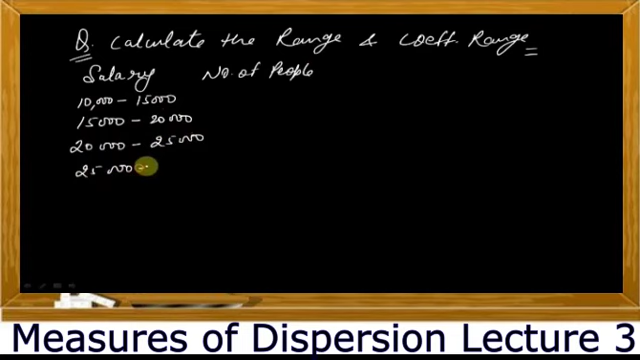 Q. Calculate the Range & Coeff. Range
Salary No. of People
10,000 - 15000
15000 - 20000
20000 - 25000
25000 -
Measures of Dispersion Lecture 3